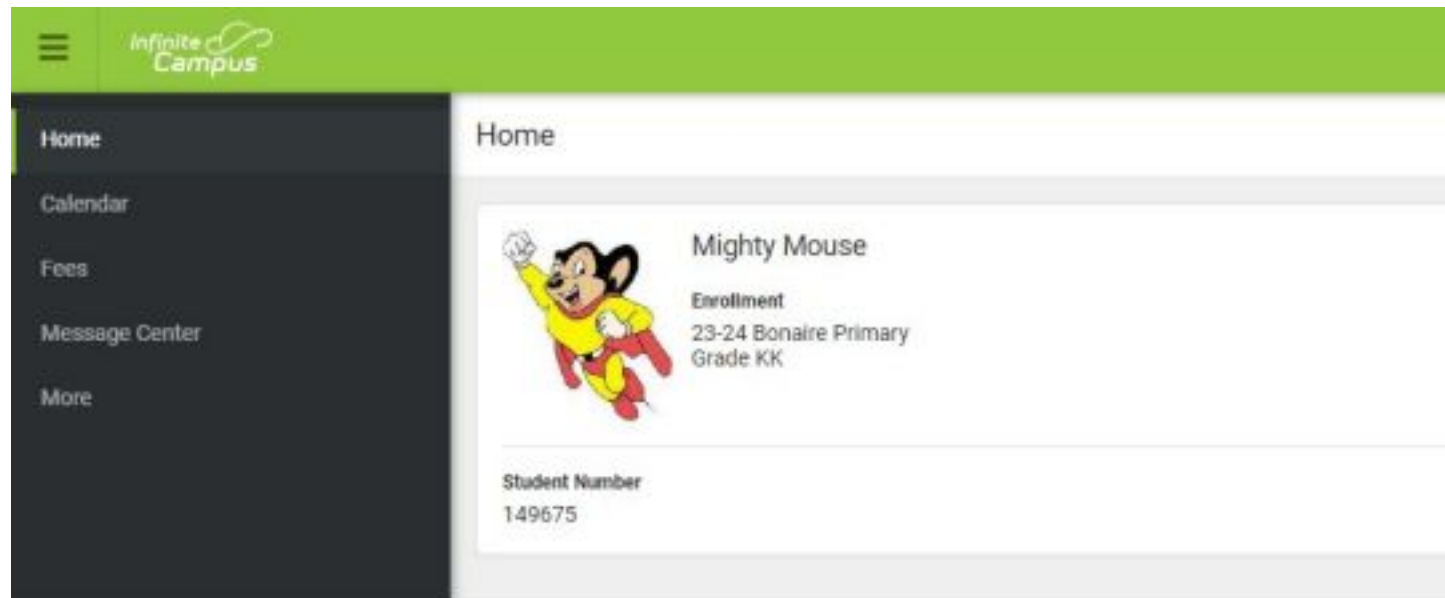 Infinite
Campus
Home
Calendar
Fees
Message Center
More
Home
Mighty Mouse
Enrollment
23-24 Bonaire Primary
Grade KK
Student Number
149675